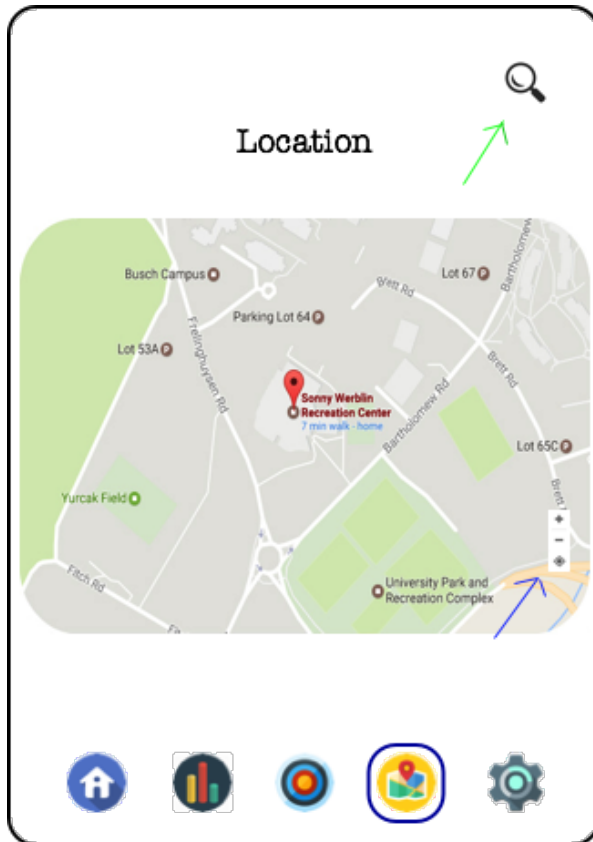 Location
Bartholomew
Busch Campus
Lot 67
P
Brett Rd
Parking Lot 64
P
Frelinghuysen Rd
Lot 53A
P
Brett Rd
Sonny Werblin
Recreation Center
7 min walk - home
Bartholomew Rd
Lot 65C
P
Brett
Yurcak Field
+
-
Fitch Rd
University Park and
Recreation Complex